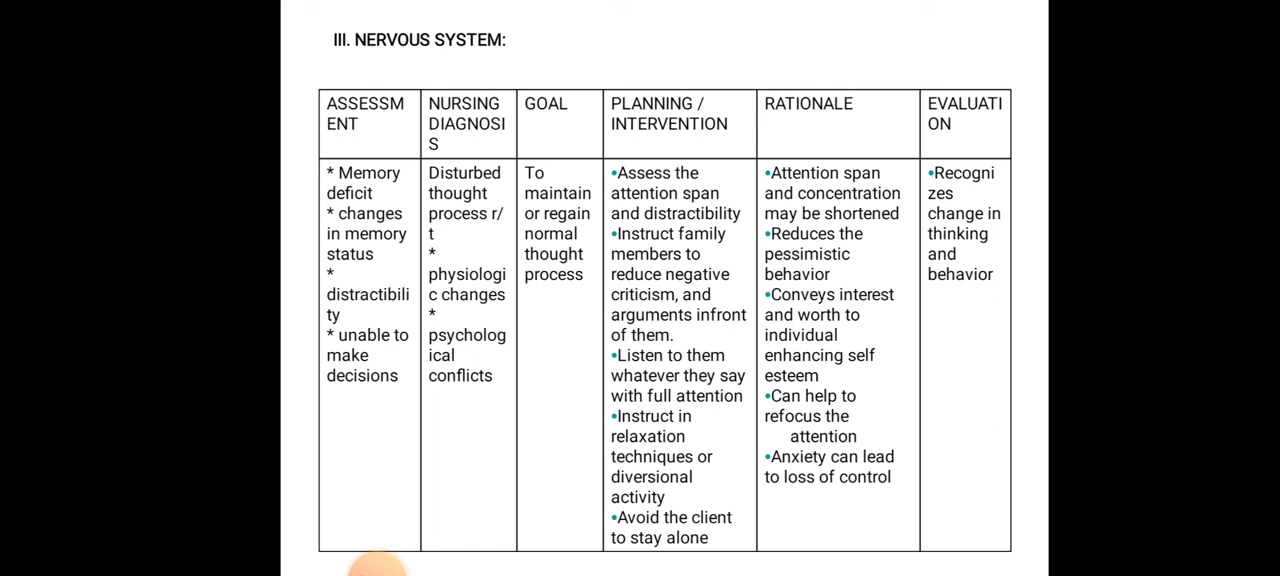 III. NERVOUS SYSTEM:
ASSESSM
ENT
NURSING
DIAGNOSI
S
GOAL
PLANNING /
INTERVENTION
RATIONALE
EVALUATI
ON
* Memory
deficit
* changes
in memory
status
*
distractibili
ty
* unable to
make
decisions
Disturbed
thought
process r/
t
*
physiologi
c changes
*
psycholog
ical
conflicts
To
maintain
or regain
normal
thought
process
•Assess the
attention span
and distractibility
•Instruct family
members to
reduce negative
criticism, and
arguments infront
of them.
•Listen to them
whatever they say
with full attention
•Instruct in
relaxation
techniques or
diversional
activity
•Avoid the client
to stay alone
•Attention span
and concentration
may be shortened
•Reduces the
pessimistic
behavior
•Conveys interest
and worth to
individual
enhancing self
esteem
•Can help to
refocus the
attention
•Anxiety can lead
to loss of control
•Recogni
zes
change in
thinking
and
behavior